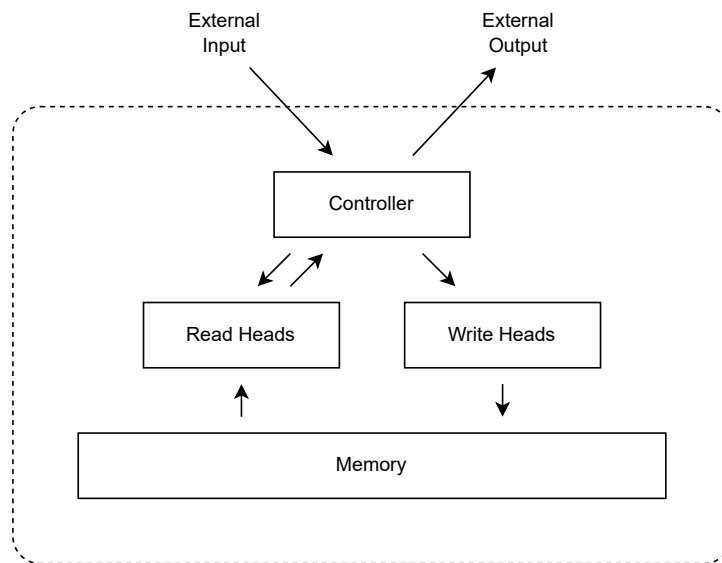 External
Input
External
Output
Controller
Read Heads
Write Heads
Memory